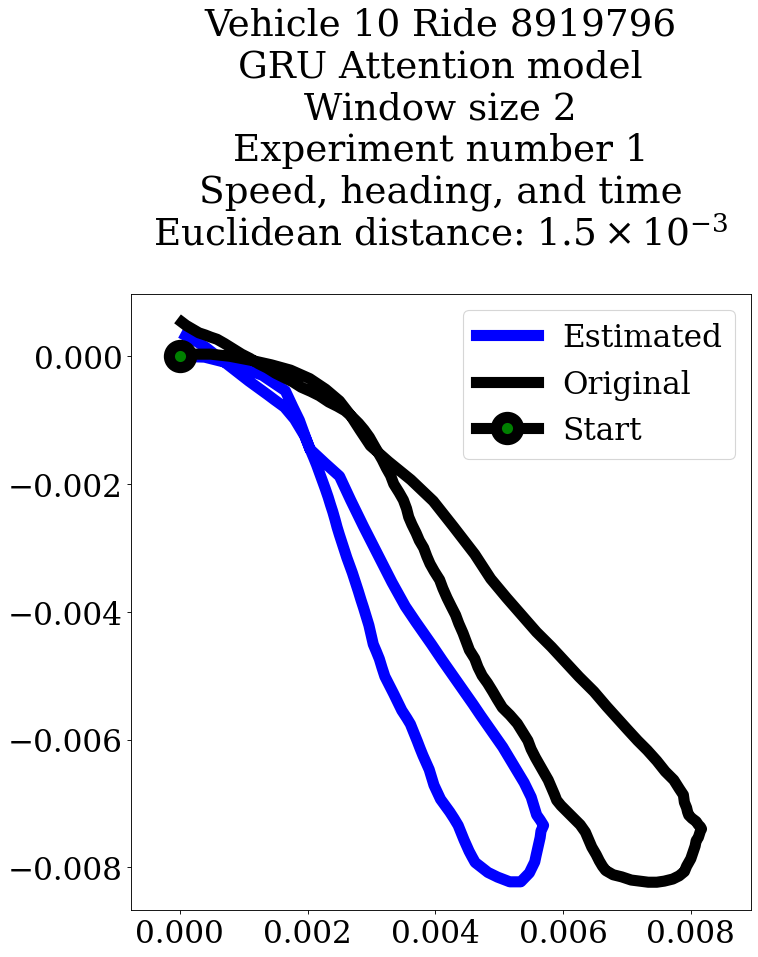 Vehicle 10 Ride 8919796
GRU Attention model
Window size 2
Experiment number 1
Speed, heading, and time
Euclidean distance: 1.5 × 10⁻³
Estimated
Original
Start
0.000
−0.002
−0.004
−0.006
−0.008
0.000 0.002 0.004 0.006 0.008